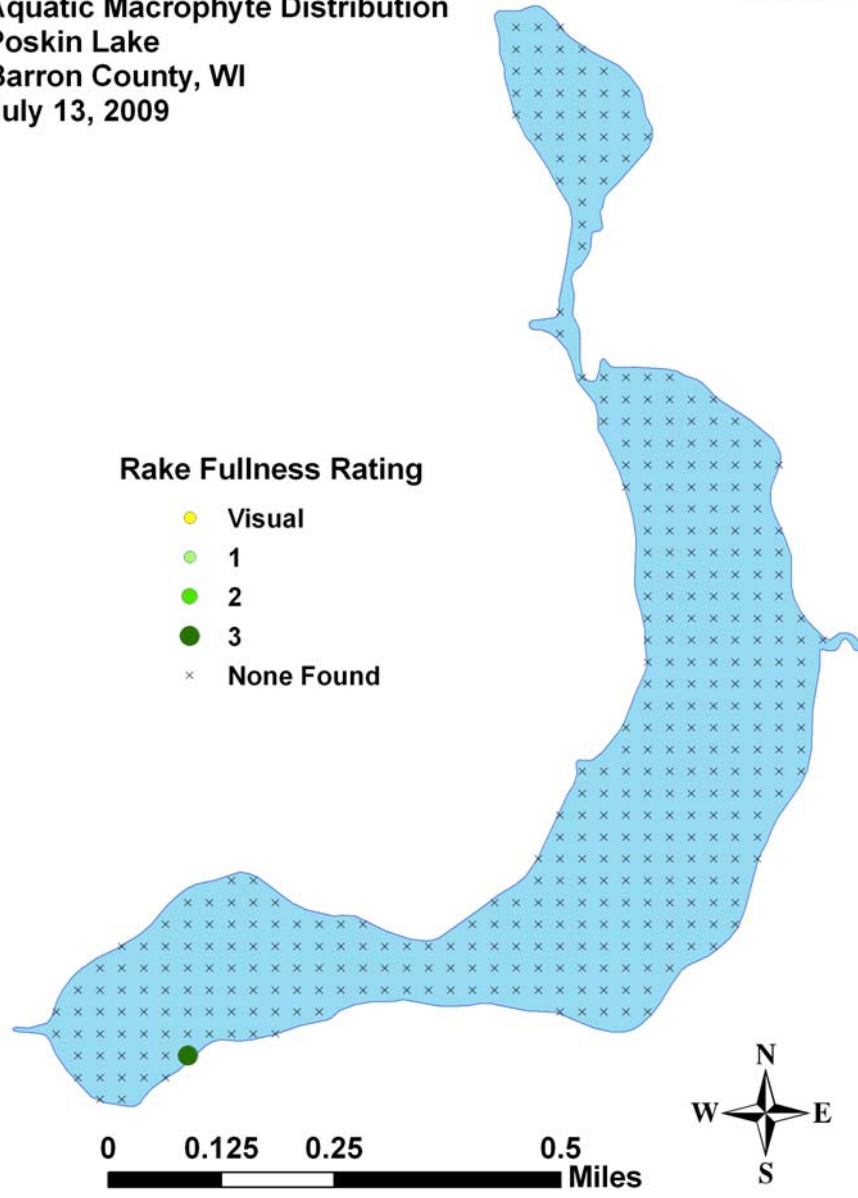 Aquatic Macrophyte Distribution
Poskin Lake
Barron County, WI
July 13, 2009
Rake Fullness Rating
Visual
1
2
3
None Found
N
W E
S
0 0.125 0.25 0.5
Miles